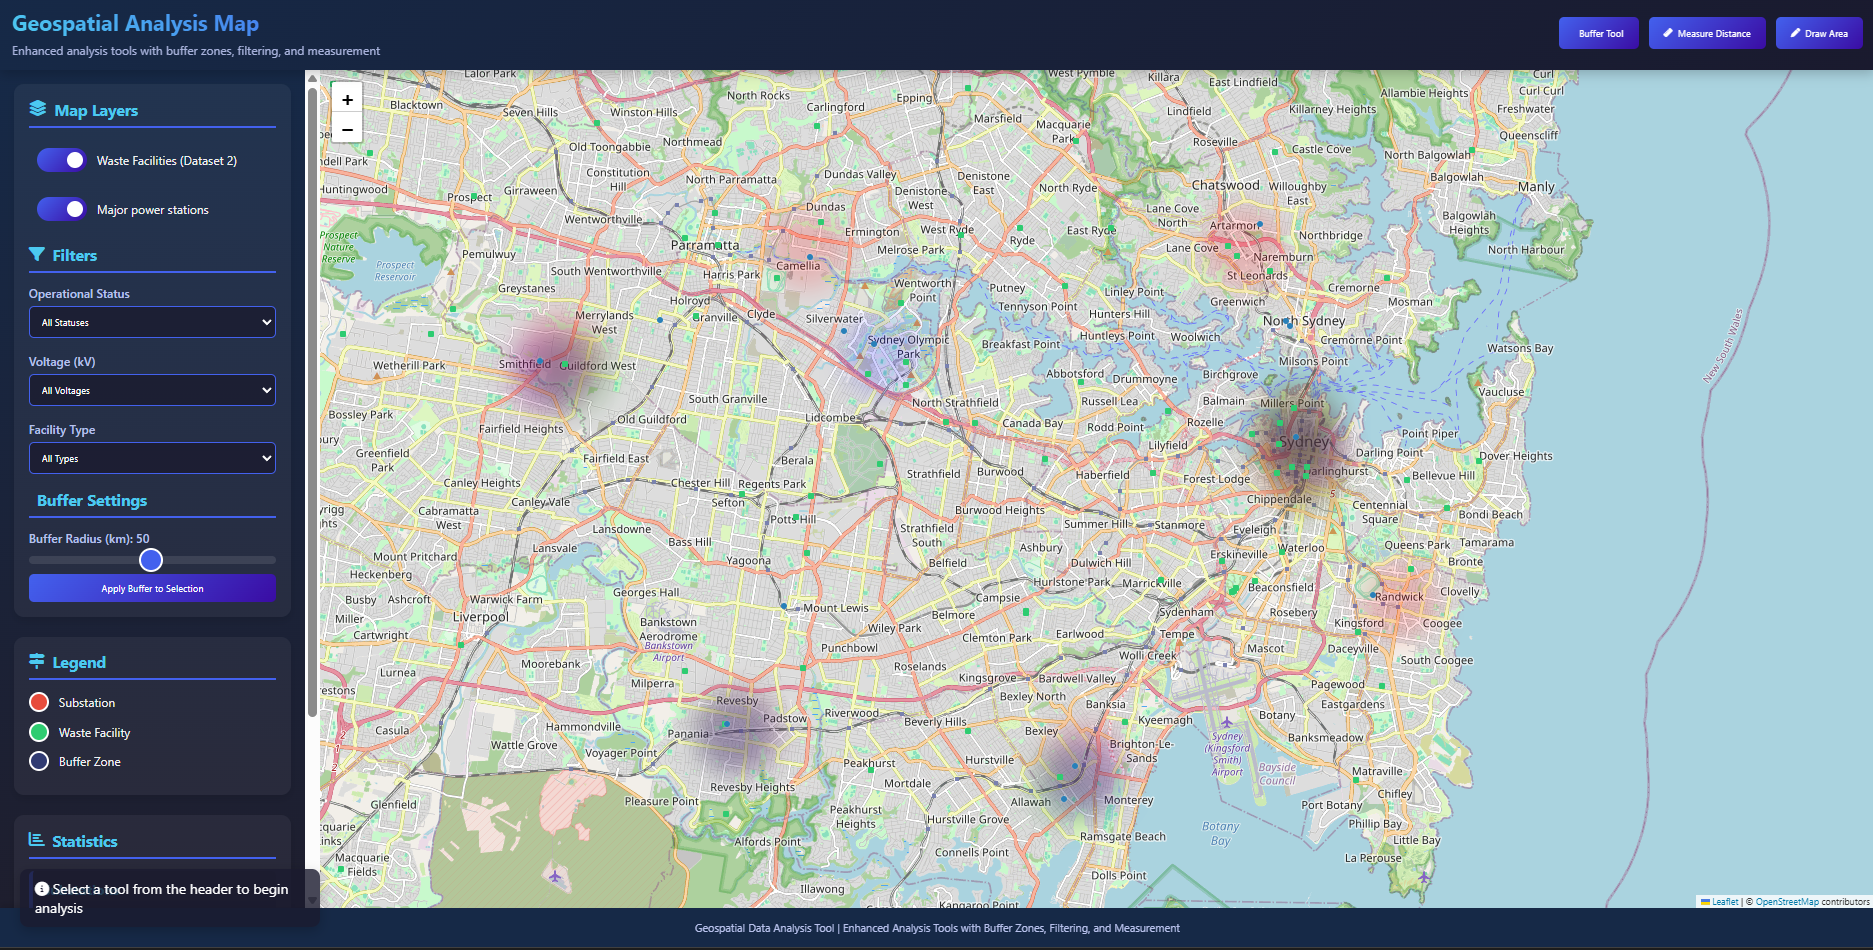 Geospatial Analysis Map
Enhanced analysis tools with buffer zones, filtering, and measurement
Buffer Tool
Measure Distance
Draw Area
Map Layers
Waste Facilities (Dataset 2)
Major power stations
Filters
Operational Status
All Statuses
Voltage (kV)
All Voltages
Facility Type
All Types
Buffer Settings
Buffer Radius (km): 50
Apply Buffer to Selection
Legend
Substation
Waste Facility
Buffer Zone
Statistics
Select a tool from the header to begin
analysis
+
−
Lalor Park
West Pymble
Killara
East Lindfield
Curl
Curl Curl
Allambie Heights
Blacktown
Seven Hills
Winston Hills
North Rocks
Carlingford
Epping
Marsfield
Macquarie
Park
Lindfield
Killarney Heights
Freshwater
Queenscliff
Roseville
Castle Cove
North Balgowlah
Old Toongabbie
Northmead
ndell Park
Huntingwood
Girraween
Constitution
Hill
North Parramatta
Dundas Valley
Denistone
West
Denistone
East
North Ryde
Chatswood
Willoughby
East
Balgowlah
Manly
Prospect
Wentworthville
Dundas
Ermington
West Ryde
Ryde
East Ryde
Lane Cove
North
Artarmon
Northbridge
Balgowlah
Heights
North Harbour
Prospect
Nature
Reserve
Prospect
Reservoir
Pemulwuy
Parramatta
Melrose Park
Lane Cove
Naremburn
St Leonards
South Wentworthville
Harris Park
Camellia
Greystanes
Holroyd
Granville
Clyde
Wentworth
Point
Putney
Linley Point
Greenwich
Cremorne
Mosman
Tennyson Point
Hunters Hill
Merrylands
West
Silverwater
North Sydney
Cremorne Point
Watsons Bay
Sydney Olympic
Park
Breakfast Point
Huntleys Point
Woolwich
Milsons Point
Smithfield
Guildford West
Wetherill Park
Abbotsford
Drummoyne
Birchgrove
Vaucluse
New South Wales
South Granville
North Strathfield
Russell Lea
Balman
Millers Point
Bossley Park
Old Guildford
Lidcombe
Canada Bay
Rodd Point
Rozelle
Fairfield Heights
Lilyfield
Sydney
Point Piper
Greenfield
Park
Fairfield East
Berala
Strathfield
Burwood
Haberfield
Forest Lodge
Darlinghurst
Darling Point
Bellevue Hill
Dover Heights
Canley Heights
Chester Hill
Regents Park
Canley Vale
Sefton
Chippendale
Cabramatta
West
Potts Hill
Burwood Heights
Centennial
Square
Bondi Beach
Lansdowne
Strathfield
South
Summer Hill
Stanmore
Eveleigh
Erskineville
Waterloo
Queens Park
Tamarama
Mount Pritchard
Lansvale
Bass Hill
Yagoona
Ashbury
Belfield
Dulwich Hill
Bronte
Heckenberg
Hurlstone Park
Marrickville
Beaconsfield
Busby
Ashcroft
Warwick Farm
Georges Hall
Campsie
Randwick
Clovelly
Miller
Liverpool
Mount Lewis
Belmore
Sydenham
Rosebery
Kingsford
Coogee
Cartwright
Bankstown
Aerodrome
Bankstown
Airport
Wiley Park
Clemton Park
Earlwood
Tempe
Punchbowl
Wolli Creek
Mascot
Daceyville
South Coogee
Lurnea
Moorebank
Milperra
Roselands
Kingsgrove
Bardwell Valley
Bexley North
Pagewood
Eastgardens
Revesby
Padstow
Riverwood
Beverly Hills
Banksia
Kyeemagh
Botany
Casula
Hammondville
Panania
Bexley
Brighton-Le-
Sands
Sydney
(Kingsford
Smith)
Airport
Banksmeadow
Wattle Grove
Voyager Point
Hurstville
Bayside
Council
Matraville
Peakhurst
Mordale
Chifley
Glenfield
Pleasure Point
Revesby Heights
Allawah
Monterey
Port Botany
Peakhurst
Heights
Hurstville Grove
Phillip Bay
Little Bay
Ramsgate Beach
Botany
Bay
Macquarie
Fields
Alfords Point
Connells Point
La Perouse
Illawong
Dolls Point
Kangaroo Point
Leaflet | © OpenStreetMap contributors
Geospatial Data Analysis Tool | Enhanced Analysis Tools with Buffer Zones, Filtering, and Measurement